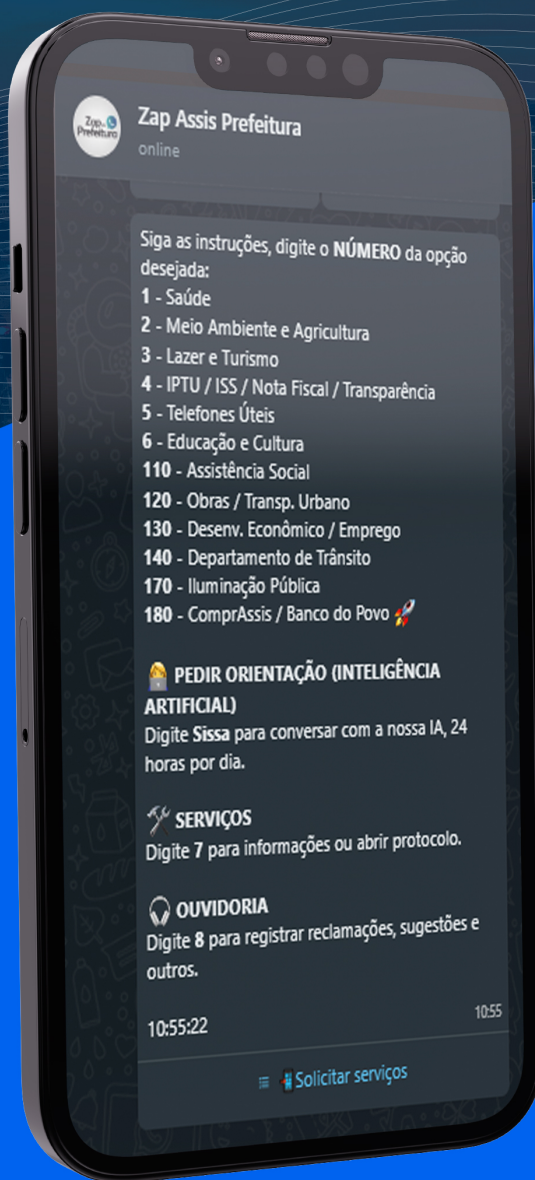 Zap da
Prefeitura
Zap Assis Prefeitura
online
Siga as instruções, digite o NÚMERO da opção
desejada:
1 - Saúde
2 - Meio Ambiente e Agricultura
3 - Lazer e Turismo
4 - IPTU / ISS / Nota Fiscal / Transparência
5 - Telefones Úteis
6 - Educação e Cultura
110 - Assistência Social
120 - Obras / Transp. Urbano
130 - Desenv. Econômico / Emprego
140 - Departamento de Trânsito
170 - Iluminação Pública
180 - ComprAssis / Banco do Povo 🚀
🙋 PEDIR ORIENTAÇÃO (INTELIGÊNCIA
ARTIFICIAL)
Digite Sissa para conversar com a nossa IA, 24
horas por dia.
🛠 SERVIÇOS
Digite 7 para informações ou abrir protocolo.
🎧 OUVIDORIA
Digite 8 para registrar reclamações, sugestões e
outros.
10:55:22
10:55
📲Solicitar serviços